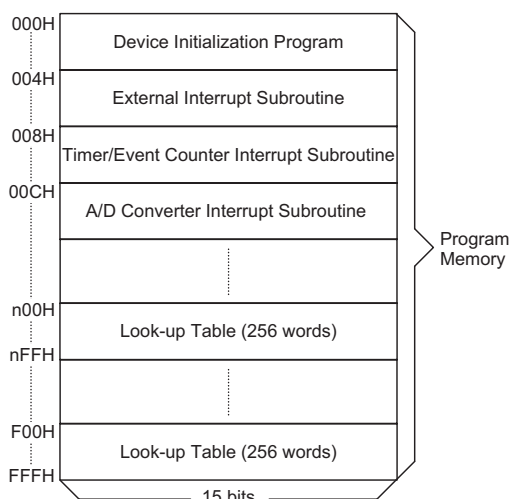 000H
Device Initialization Program
004H
External Interrupt Subroutine
008H
Timer/Event Counter Interrupt Subroutine
00CH
A/D Converter Interrupt Subroutine
Program
Memory
n00H
Look-up Table (256 words)
nFFH
F00H
Look-up Table (256 words)
FFFH
15 bits